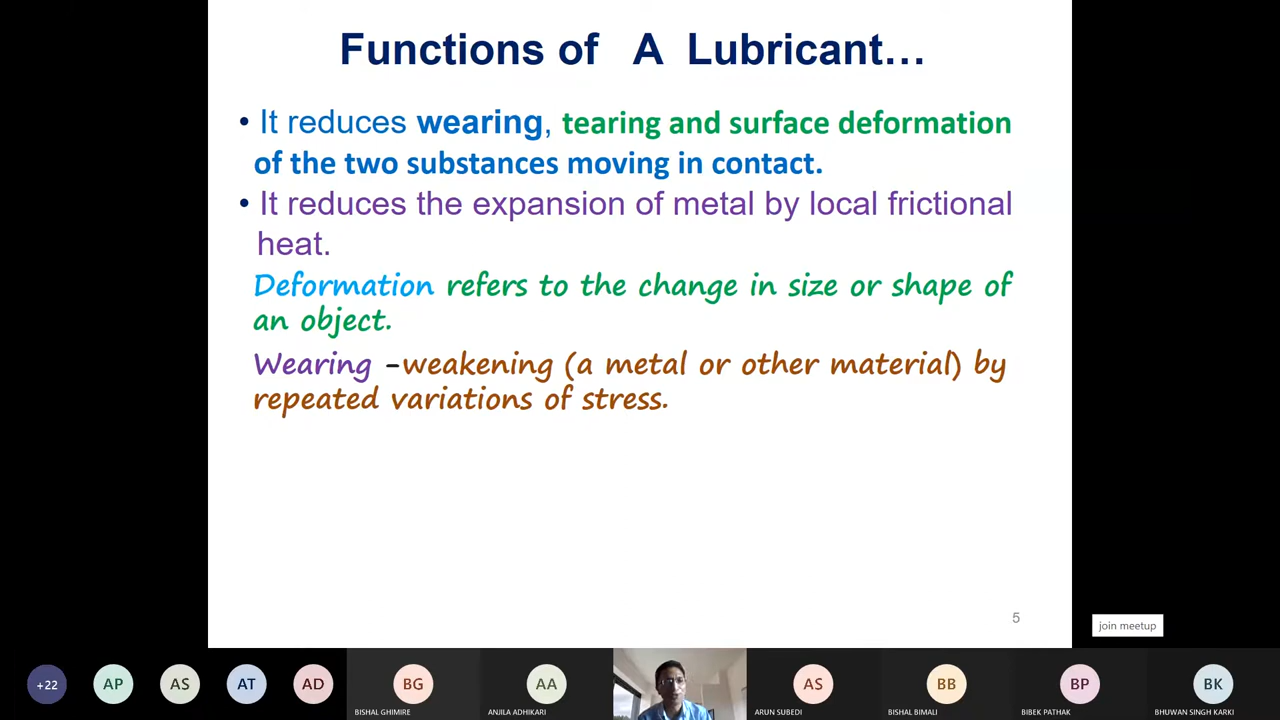 Functions of A Lubricant...
• It reduces wearing, tearing and surface deformation
of the two substances moving in contact.
• It reduces the expansion of metal by local frictional
heat.
Deformation refers to the change in size or shape of
an object.
Wearing -weakening (a metal or other material) by
repeated variations of stress.
5
join meetup
+22
AP
AS
AT
AD
BG
BISHAL GHIMIRE
AA
ANJILA ADHIKARI
AS
ARUN SUBEDI
BB
BISHAL BIMALI
BP
BIBEK PATHAK
BK
BHUWAN SINGH KARKI